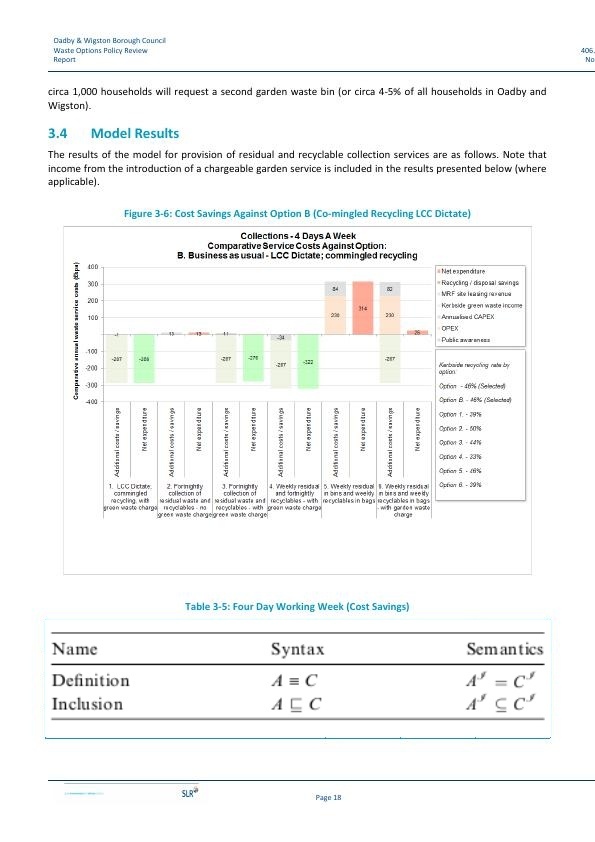 Oadby & Wigston Borough Council
Waste Options Policy Review
Report
406.
No
circa 1,000 households will request a second garden waste bin (or circa 4-5% of all households in Oadby and
Wigston).
3.4 Model Results
The results of the model for provision of residual and recyclable collection services are as follows. Note that
income from the introduction of a chargeable garden service is included in the results presented below (where
applicable).
Figure 3-6: Cost Savings Against Option B (Co-mingled Recycling LCC Dictate)
Collections - 4 Days A Week
Comparative Service Costs Against Option:
B. Business as usual - LCC Dictate; commingled recycling
Comparative annual waste service costs (£kps)
400
300
200
100
-100
-200
-300
-400
-1
-287
-288
13
13
11
-287
-276
-34
-287
-322
84
230
314
82
230
-287
25
Additional costs / savings
Net expenditure
Additional costs / savings
Net expenditure
Additional costs / savings
Net expenditure
Additional costs / savings
Net expenditure
Additional costs / savings
Net expenditure
Additional costs / savings
Net expenditure
1. LCC Dictate;
commingled
recycling, with
green waste charge
2. Fortnightly
collection of
residual waste and
recyclables - no
green waste charge
3. Fortnightly
collection of
residual waste and
recyclables - with
green waste charge
4. Weekly residual
and fortnightly
recyclables - with
green waste charge
5. Weekly residual
in bins and weekly
recyclables in bags
6. Weekly residual
in bins and weekly
recyclables in bags
- with garden waste
charge
Net expenditure
Recycling / disposal savings
MRF site leasing revenue
Kerbside green waste income
Annualised CAPEX
OPEX
Public awareness
Kerbside recycling rate by
option:
Option - 46% (Selected)
Option B. - 46% (Selected)
Option 1. - 39%
Option 2. - 50%
Option 3. - 44%
Option 4. - 33%
Option 5. - 46%
Option 6. - 39%
Table 3-5: Four Day Working Week (Cost Savings)
Name Syntax Semantics
Definition A ≡ C A^ℐ = C^ℐ
Inclusion A ⊑ C A^ℐ ⊆ C^ℐ
SLR
Page 18